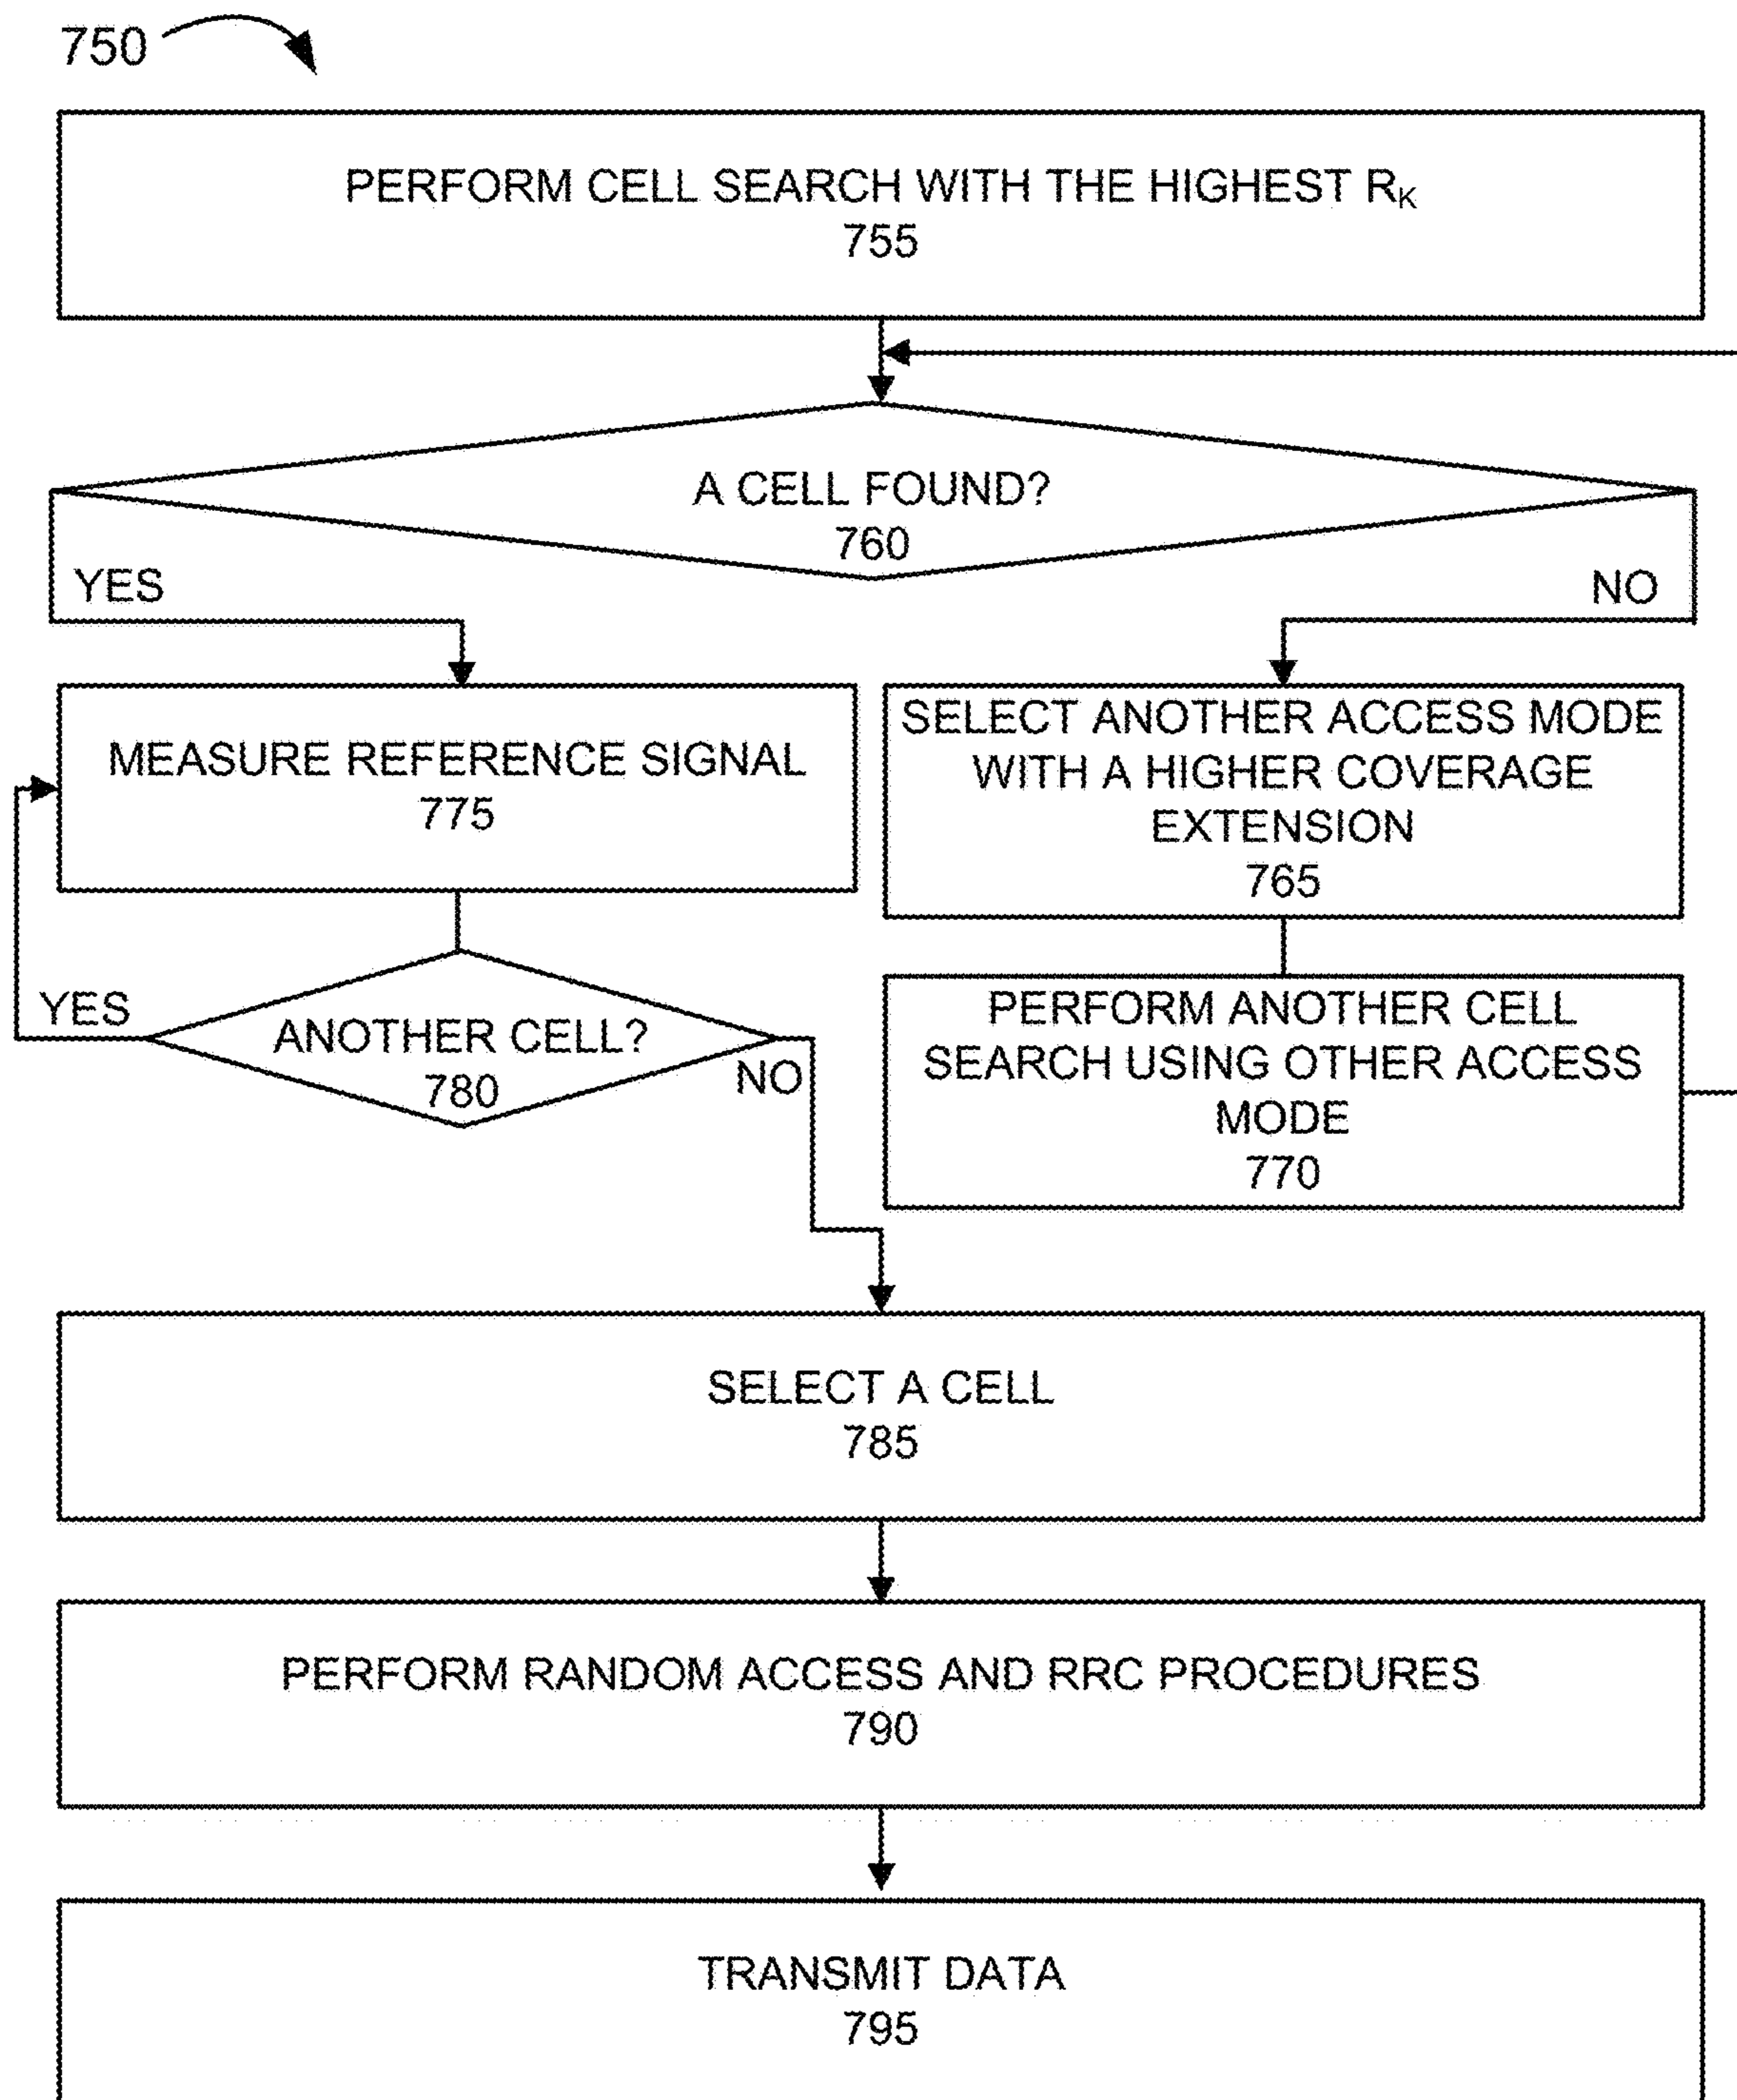 750
PERFORM CELL SEARCH WITH THE HIGHEST RK
755
A CELL FOUND?
760
YES
NO
MEASURE REFERENCE SIGNAL
775
SELECT ANOTHER ACCESS MODE
WITH A HIGHER COVERAGE
EXTENSION
765
YES
ANOTHER CELL?
780
NO
PERFORM ANOTHER CELL
SEARCH USING OTHER ACCESS
MODE
770
SELECT A CELL
785
PERFORM RANDOM ACCESS AND RRC PROCEDURES
790
TRANSMIT DATA
795